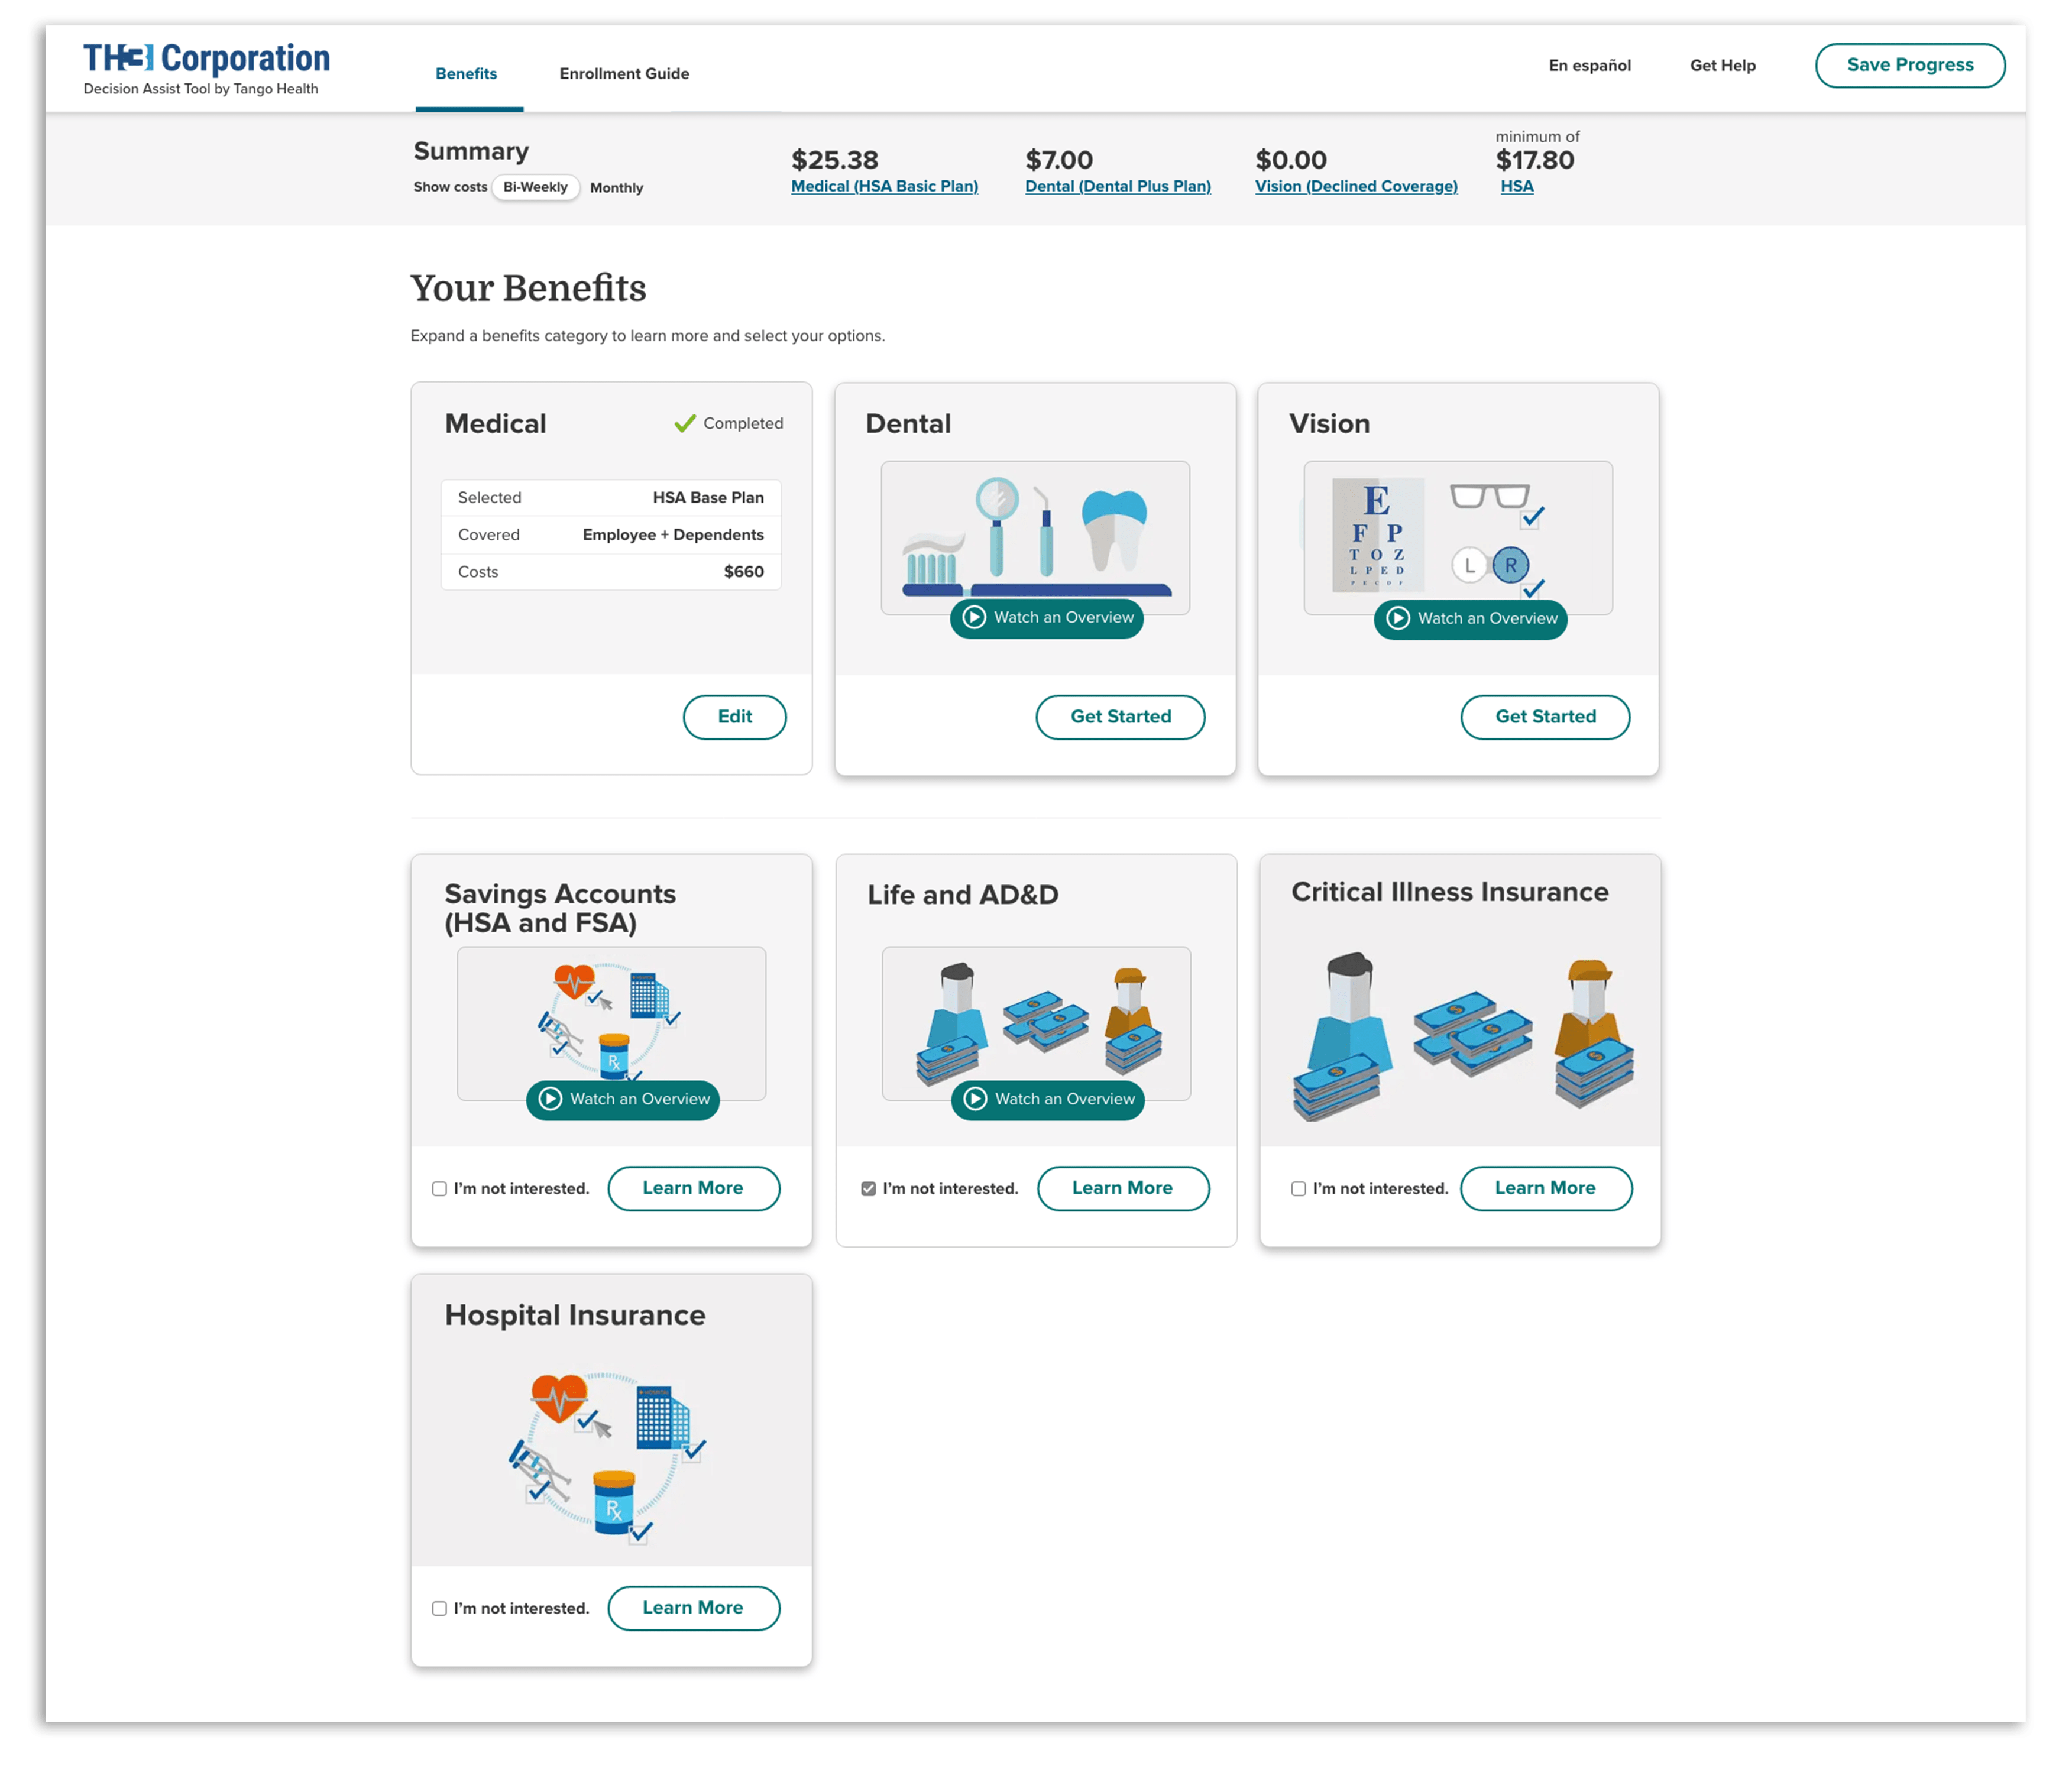 TH3 Corporation
Decision Assist Tool by Tango Health
Benefits
Enrollment Guide
En español
Get Help
Save Progress
Summary
Show costs Bi-Weekly Monthly
$25.38
Medical (HSA Basic Plan)
$7.00
Dental (Dental Plus Plan)
$0.00
Vision (Declined Coverage)
minimum of
$17.80
HSA
Your Benefits
Expand a benefits category to learn more and select your options.
Medical
Completed
Selected HSA Base Plan
Covered Employee + Dependents
Costs $660
Edit
Dental
Watch an Overview
Get Started
Vision
E
F P
T O Z
L P E D
P E C D F
L R
Watch an Overview
Get Started
Savings Accounts
(HSA and FSA)
Rx
Watch an Overview
I'm not interested.
Learn More
Life and AD&D
Watch an Overview
I'm not interested.
Learn More
Critical Illness Insurance
I'm not interested.
Learn More
Hospital Insurance
HOSPITAL
Rx
I'm not interested.
Learn More